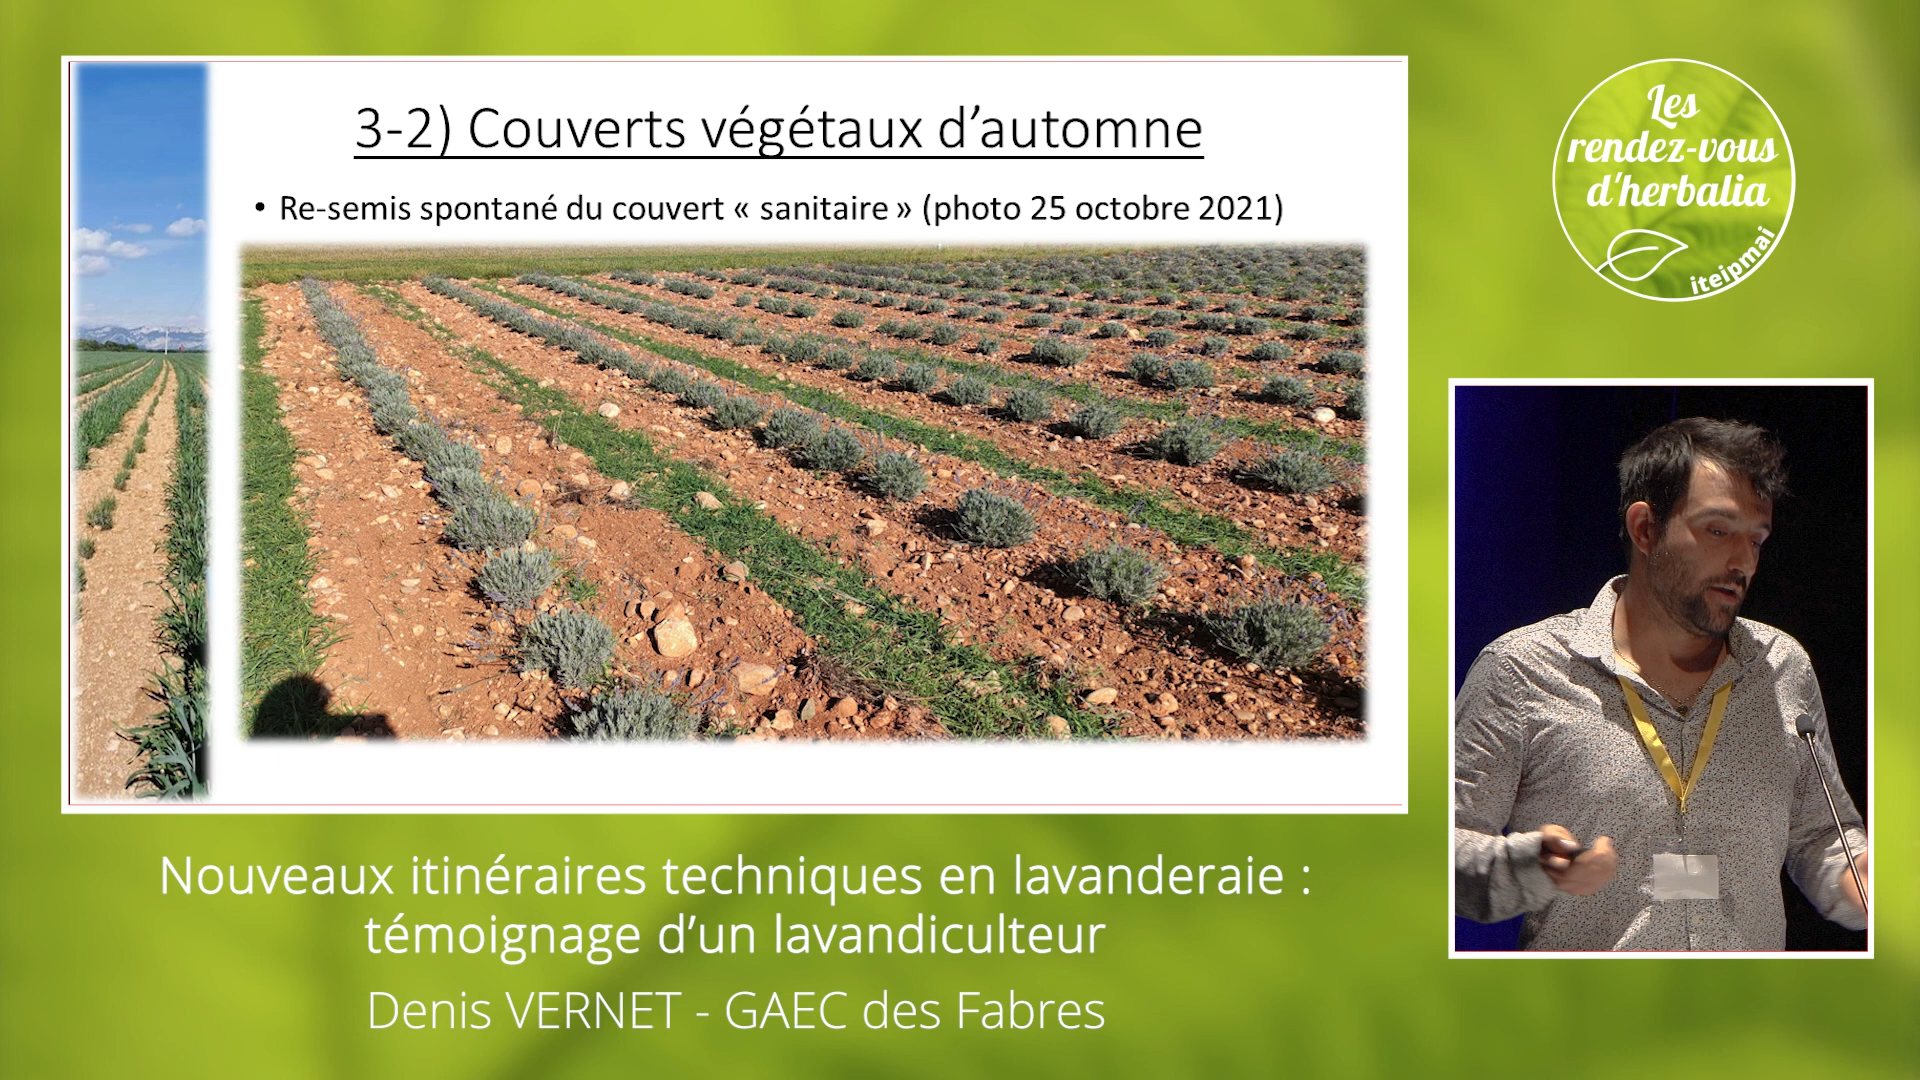 3-2) Couverts végétaux d’automne
• Re-semis spontané du couvert « sanitaire » (photo 25 octobre 2021)
Les
rendez-vous
d'herbalia
iteipmai
Nouveaux itinéraires techniques en lavanderaie :
témoignage d’un lavandiculteur
Denis VERNET - GAEC des Fabres